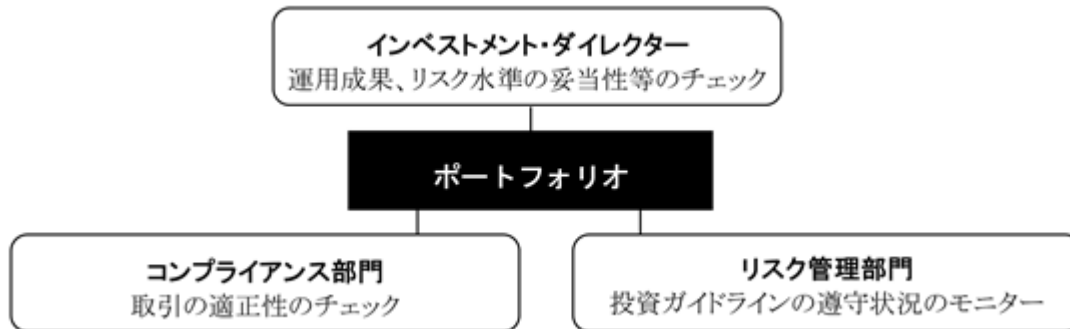 インベストメント・ダイレクター
運用成果、リスク水準の妥当性等のチェック
ポートフォリオ
コンプライアンス部門
取引の適正性のチェック
リスク管理部門
投資ガイドラインの遵守状況のモニター